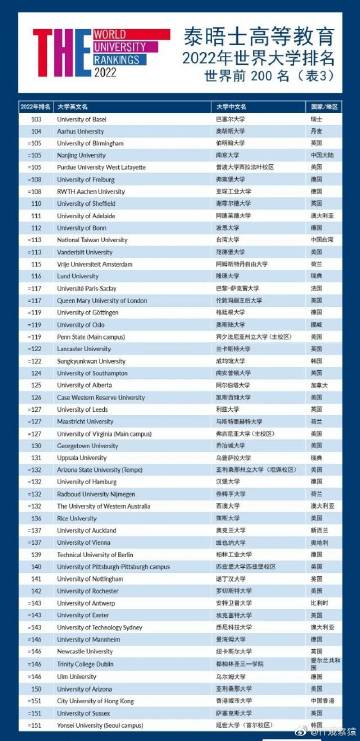 THE
WORLD
UNIVERSITY
RANKINGS
2022
泰晤士高等教育
2022年世界大学排名
世界前 200 名（表3）
2022年排名 大学英文名 大学中文名 国家/地区
103 University of Basel 巴塞尔大学 瑞士
104 Aarhus University 奥胡斯大学 丹麦
=105 University of Birmingham 伯明翰大学 英国
=105 Nanjing University 南京大学 中国大陆
=105 Purdue University West Lafayette 普渡大学西拉法叶校区 美国
=108 University of Freiburg 弗莱堡大学 德国
=108 RWTH Aachen University 亚琛工业大学 德国
110 University of Sheffield 谢菲尔德大学 英国
111 University of Adelaide 阿德莱德大学 澳大利亚
112 University of Bonn 波恩大学 德国
=113 National Taiwan University 台湾大学 中国台湾
=113 Vanderbilt University 范德堡大学 美国
115 Vrije Universiteit Amsterdam 阿姆斯特丹自由大学 荷兰
116 Lund University 隆德大学 瑞典
=117 Université Paris-Saclay 巴黎-萨克雷大学 法国
=117 Queen Mary University of London 伦敦玛丽王后大学 英国
=119 University of Göttingen 格廷根大学 德国
=119 University of Oslo 奥斯陆大学 挪威
=119 Penn State (Main campus) 宾夕法尼亚州立大学（主校区） 美国
=122 Lancaster University 兰卡斯特大学 英国
=122 Sungkyunkwan University 成均馆大学 韩国
124 University of Southampton 南安普顿大学 英国
125 University of Alberta 阿尔伯塔大学 加拿大
126 Case Western Reserve University 凯斯西储大学 美国
=127 University of Leeds 利兹大学 英国
=127 Maastricht University 马斯特里赫特大学 荷兰
=127 University of Virginia (Main campus) 弗吉尼亚大学（主校区） 美国
130 Georgetown University 乔治城大学 美国
131 Uppsala University 乌普萨拉大学 瑞典
=132 Arizona State University (Tempe) 亚利桑那州立大学（坦佩校区） 美国
=132 University of Hamburg 汉堡大学 德国
=132 Radboud University Nijmegen 荷兰
=132 The University of Western Australia 西澳大学 澳大利亚
136 Rice University 莱斯大学 美国
=137 University of Auckland 奥克兰大学 新西兰
=137 University of Vienna 维也纳大学 奥地利
139 Technical University of Berlin 柏林工业大学 德国
140 University of Pittsburgh-Pittsburgh campus 匹兹堡大学匹兹堡校区 美国
141 University of Nottingham 诺丁汉大学 英国
142 University of Rochester 罗切斯特大学 美国
=143 University of Antwerp 安特卫普大学 比利时
=143 University of Exeter 埃克塞特大学 英国
=143 University of Technology Sydney 悉尼科技大学 澳大利亚
=146 University of Mannheim 曼海姆大学 德国
=146 Newcastle University 纽卡斯尔大学 英国
=146 Trinity College Dublin 都柏林圣三一学院 爱尔兰共和国
=146 Ulm University 乌尔姆大学 德国
150 University of Arizona 亚利桑那大学 美国
=151 City University of Hong Kong 香港城市大学 中国香港
=151 University of Sussex 萨塞克斯大学 英国
=151 Yonsei University (Seoul campus) 延世大学（首尔校区） 韩国